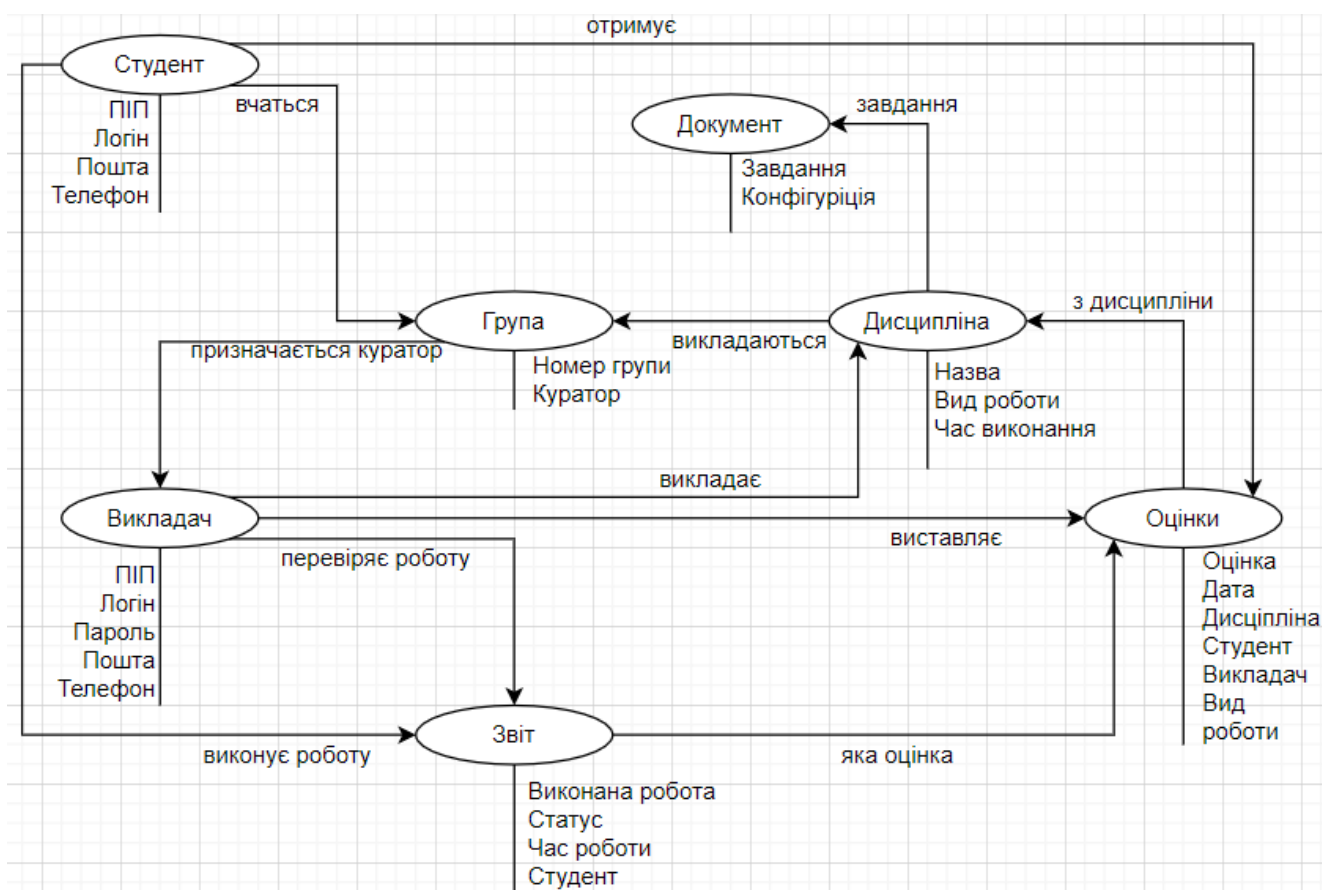 отримує
Студент
вчаться
ПІП
Логін
Пошта
Телефон
Документ
завдання
Завдання
Конфігуріція
Група
викладаються
Дисципліна
з дисципліни
призначається куратор
Номер групи
Куратор
Назва
Вид роботи
Час виконання
викладає
Викладач
виставляє
Оцінки
перевіряє роботу
ПІП
Логін
Пароль
Пошта
Телефон
Оцінка
Дата
Дисціпліна
Студент
Викладач
Вид
роботи
Звіт
виконує роботу
яка оцінка
Виконана робота
Статус
Час роботи
Студент